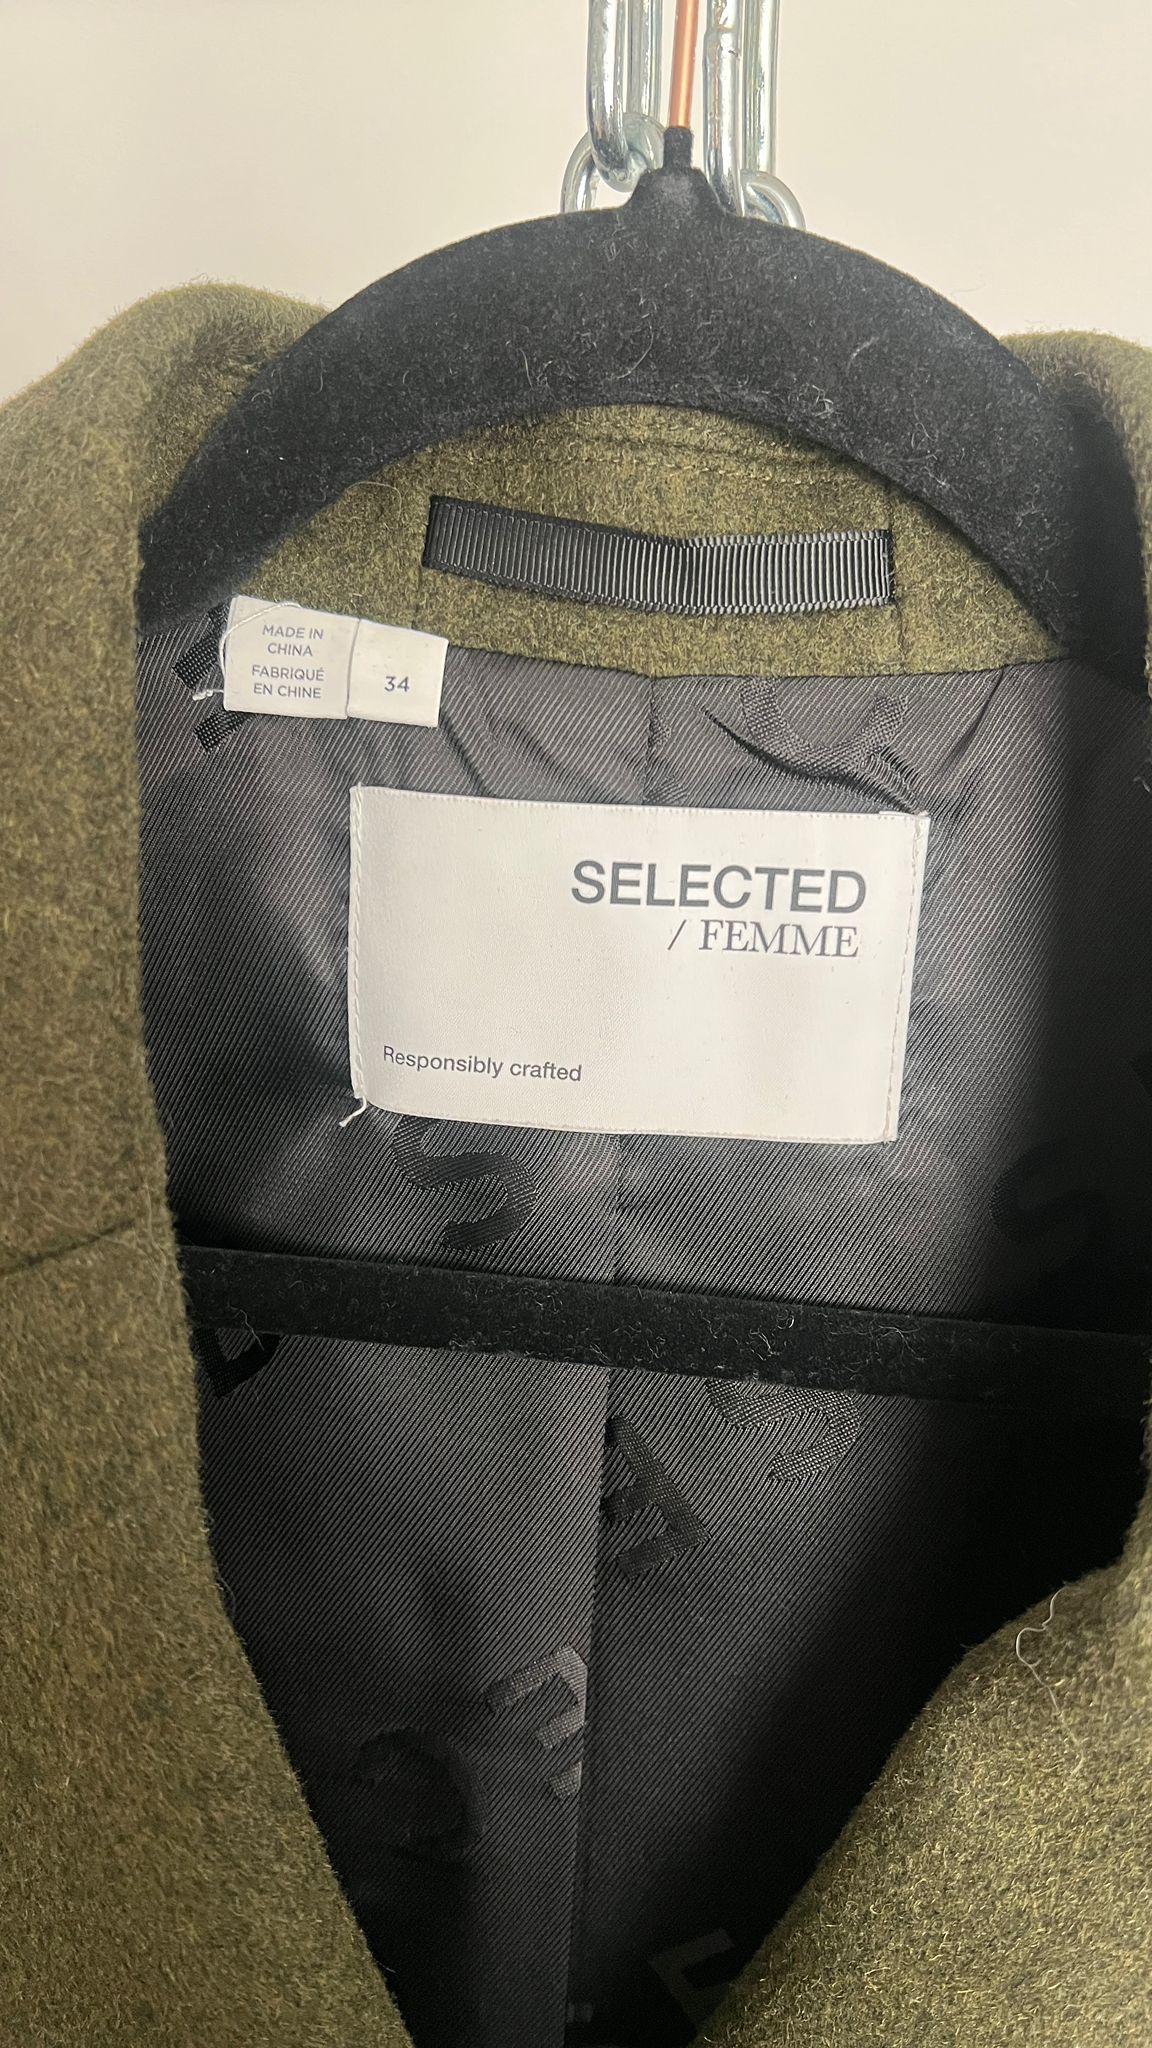 MADE IN
CHINA
FABRIQUÉ
EN CHINE
34
SELECTED
/ FEMME
Responsibly crafted